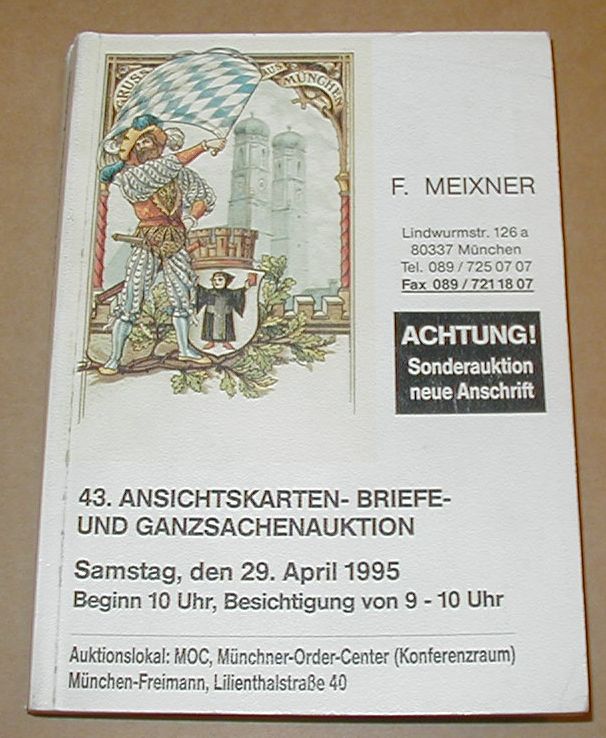 GRUSS AUS MÜNCHEN
F. MEIXNER
Lindwurmstr. 126 a
80337 München
Tel. 089 / 725 07 07
Fax 089 / 721 18 07
ACHTUNG!
Sonderauktion
neue Anschrift
43. ANSICHTSKARTEN- BRIEFE-
UND GANZSACHENAUKTION
Samstag, den 29. April 1995
Beginn 10 Uhr, Besichtigung von 9 - 10 Uhr
Auktionslokal: MOC, Münchner-Order-Center (Konferenzraum)
München-Freimann, Lilienthalstraße 40